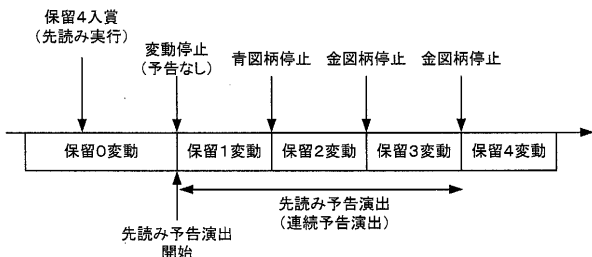 保留4入賞
(先読み実行)
変動停止
(予告なし)
青図柄停止
金図柄停止
金図柄停止
保留0変動
保留1変動
保留2変動
保留3変動
保留4変動
先読み予告演出
開始
先読み予告演出
(連続予告演出)